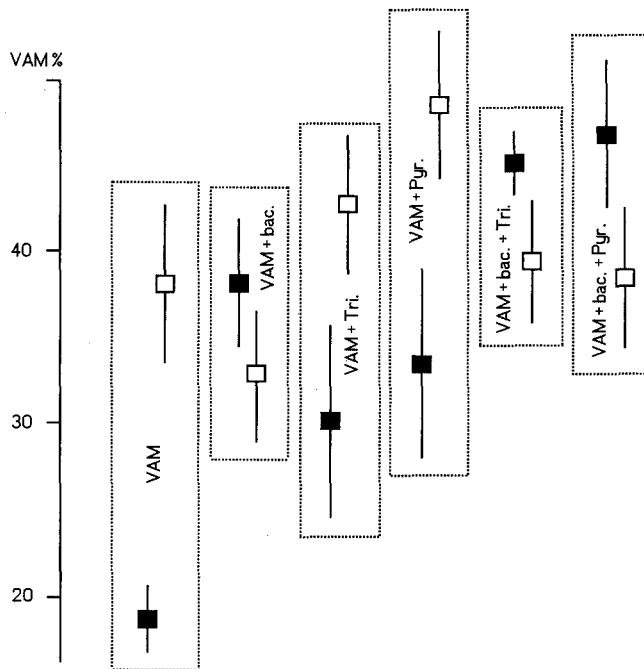 VAM %
40
30
20
VAM
VAM + bac.
VAM + Tri.
VAM + Pyr.
VAM + bac. + Tri.
VAM + bac. + Pyr.